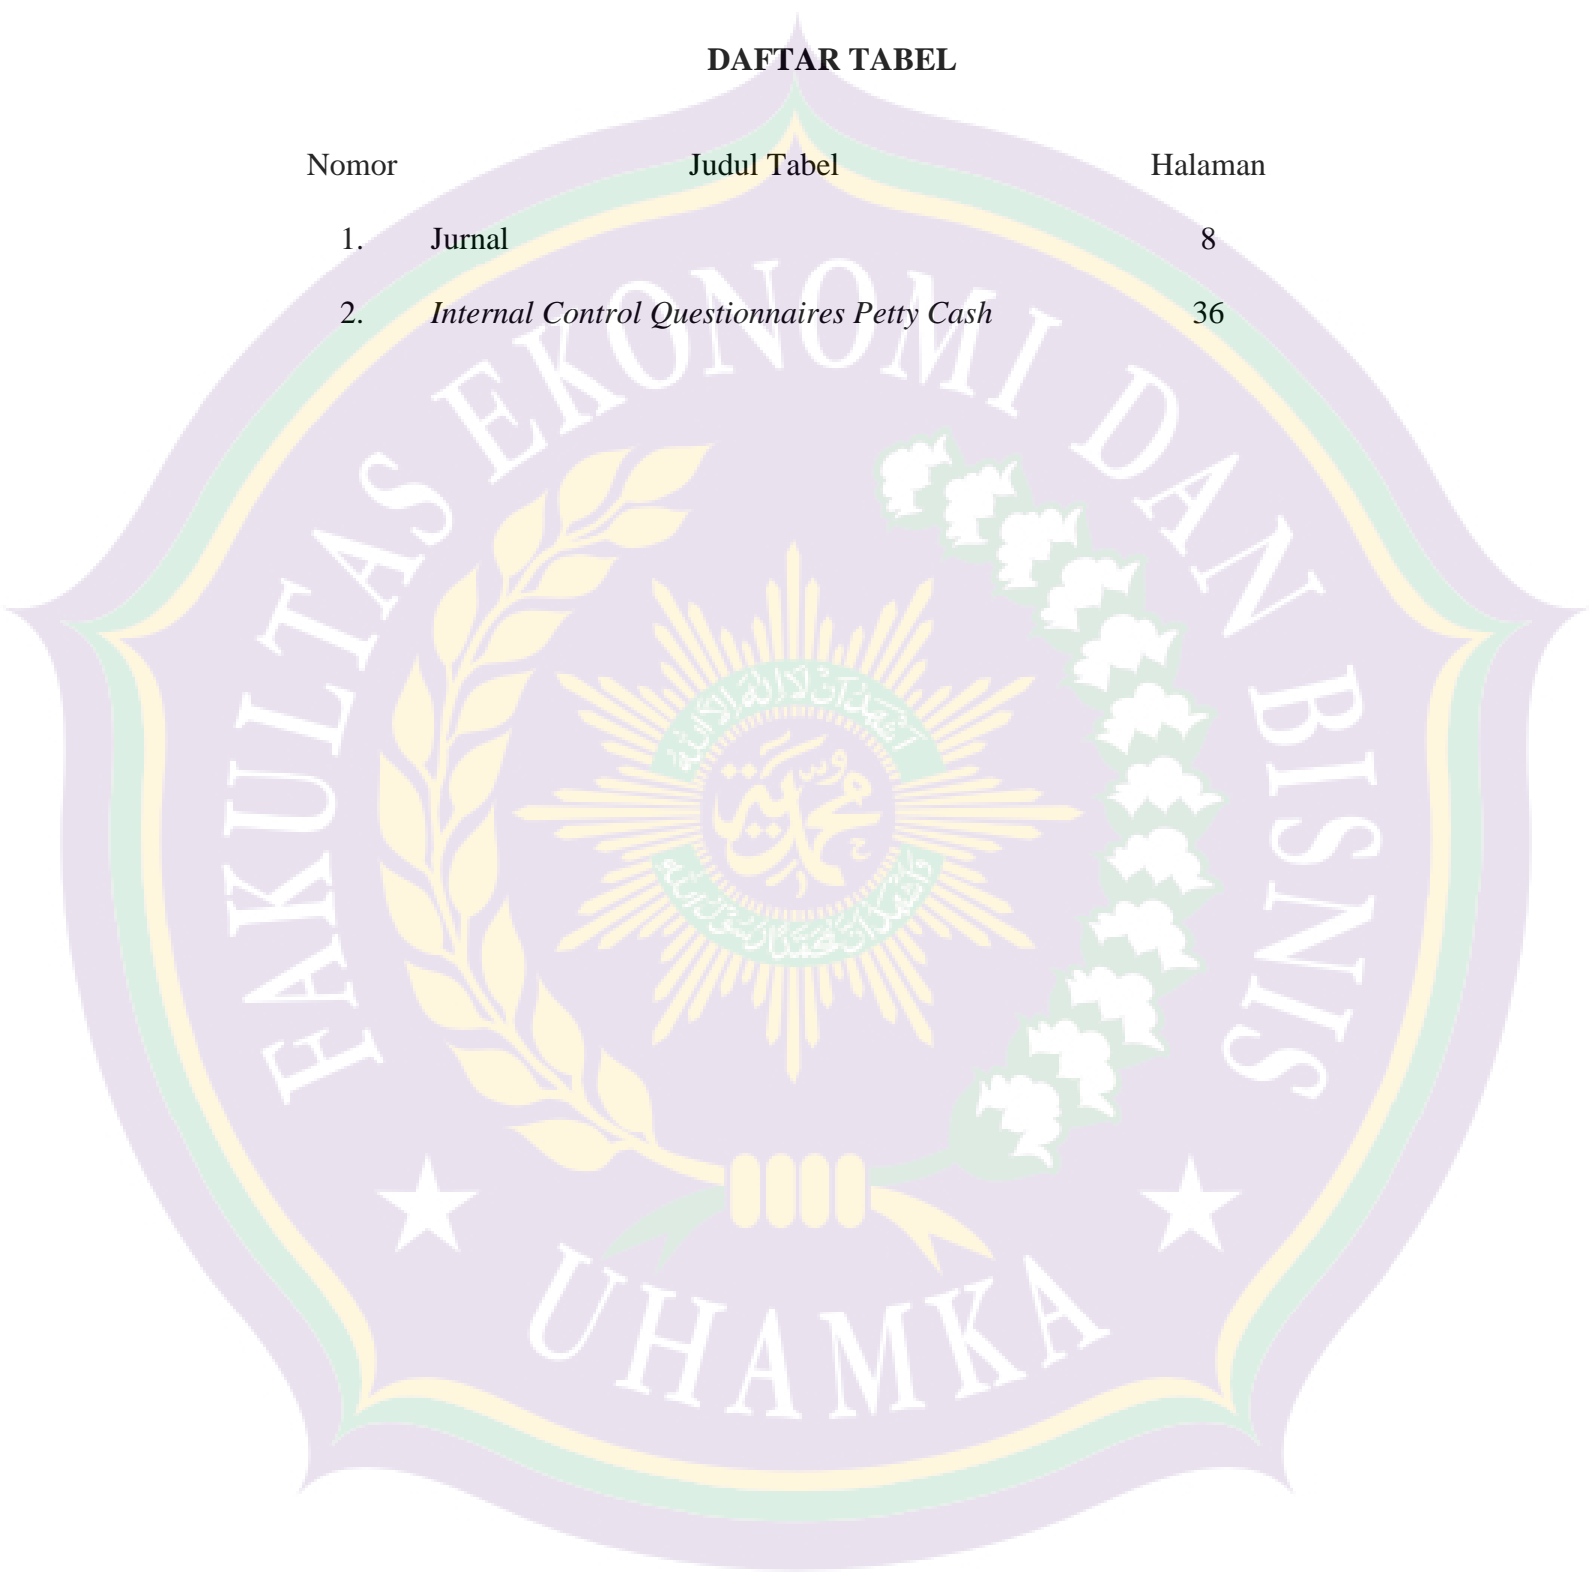 DAFTAR TABEL
Nomor Judul Tabel Halaman
1. Jurnal 8
2. Internal Control Questionnaires Petty Cash 36
FAKULTAS EKONOMI DAN BISNIS
محمدية
UHAMKA